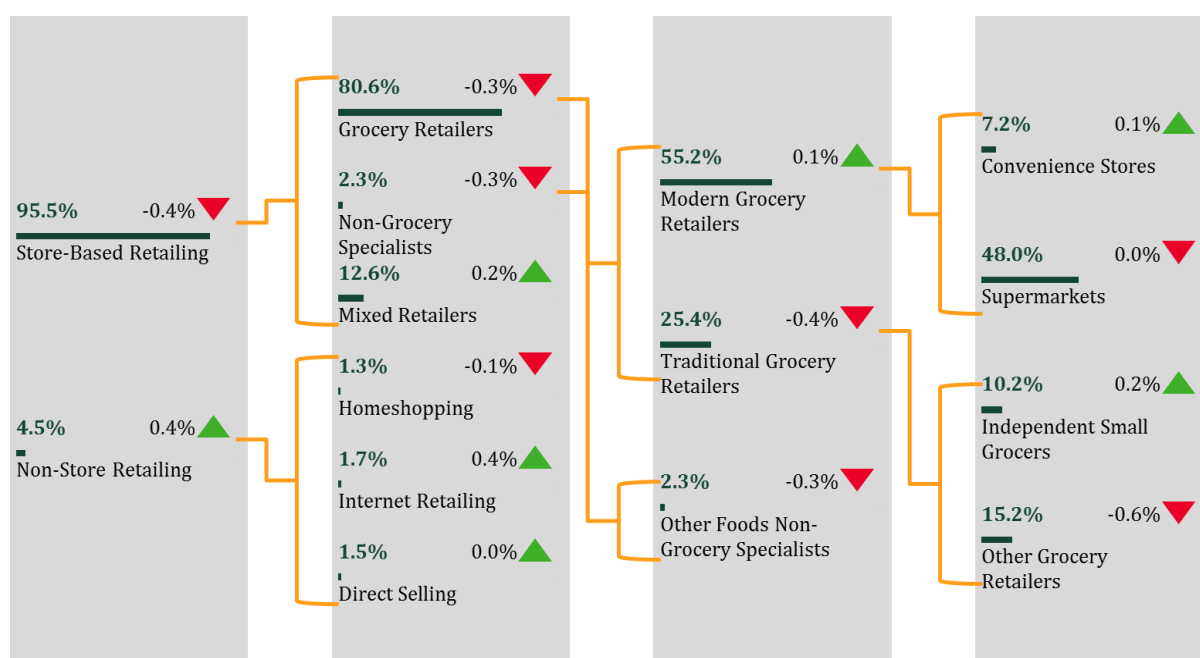 95.5% -0.4%
Store-Based Retailing
4.5% 0.4%
Non-Store Retailing
80.6% -0.3%
Grocery Retailers
2.3% -0.3%
Non-Grocery
Specialists
12.6% 0.2%
Mixed Retailers
1.3% -0.1%
Homeshopping
1.7% 0.4%
Internet Retailing
1.5% 0.0%
Direct Selling
55.2% 0.1%
Modern Grocery
Retailers
25.4% -0.4%
Traditional Grocery
Retailers
2.3% -0.3%
Other Foods Non-
Grocery Specialists
7.2% 0.1%
Convenience Stores
48.0% 0.0%
Supermarkets
10.2% 0.2%
Independent Small
Grocers
15.2% -0.6%
Other Grocery
Retailers